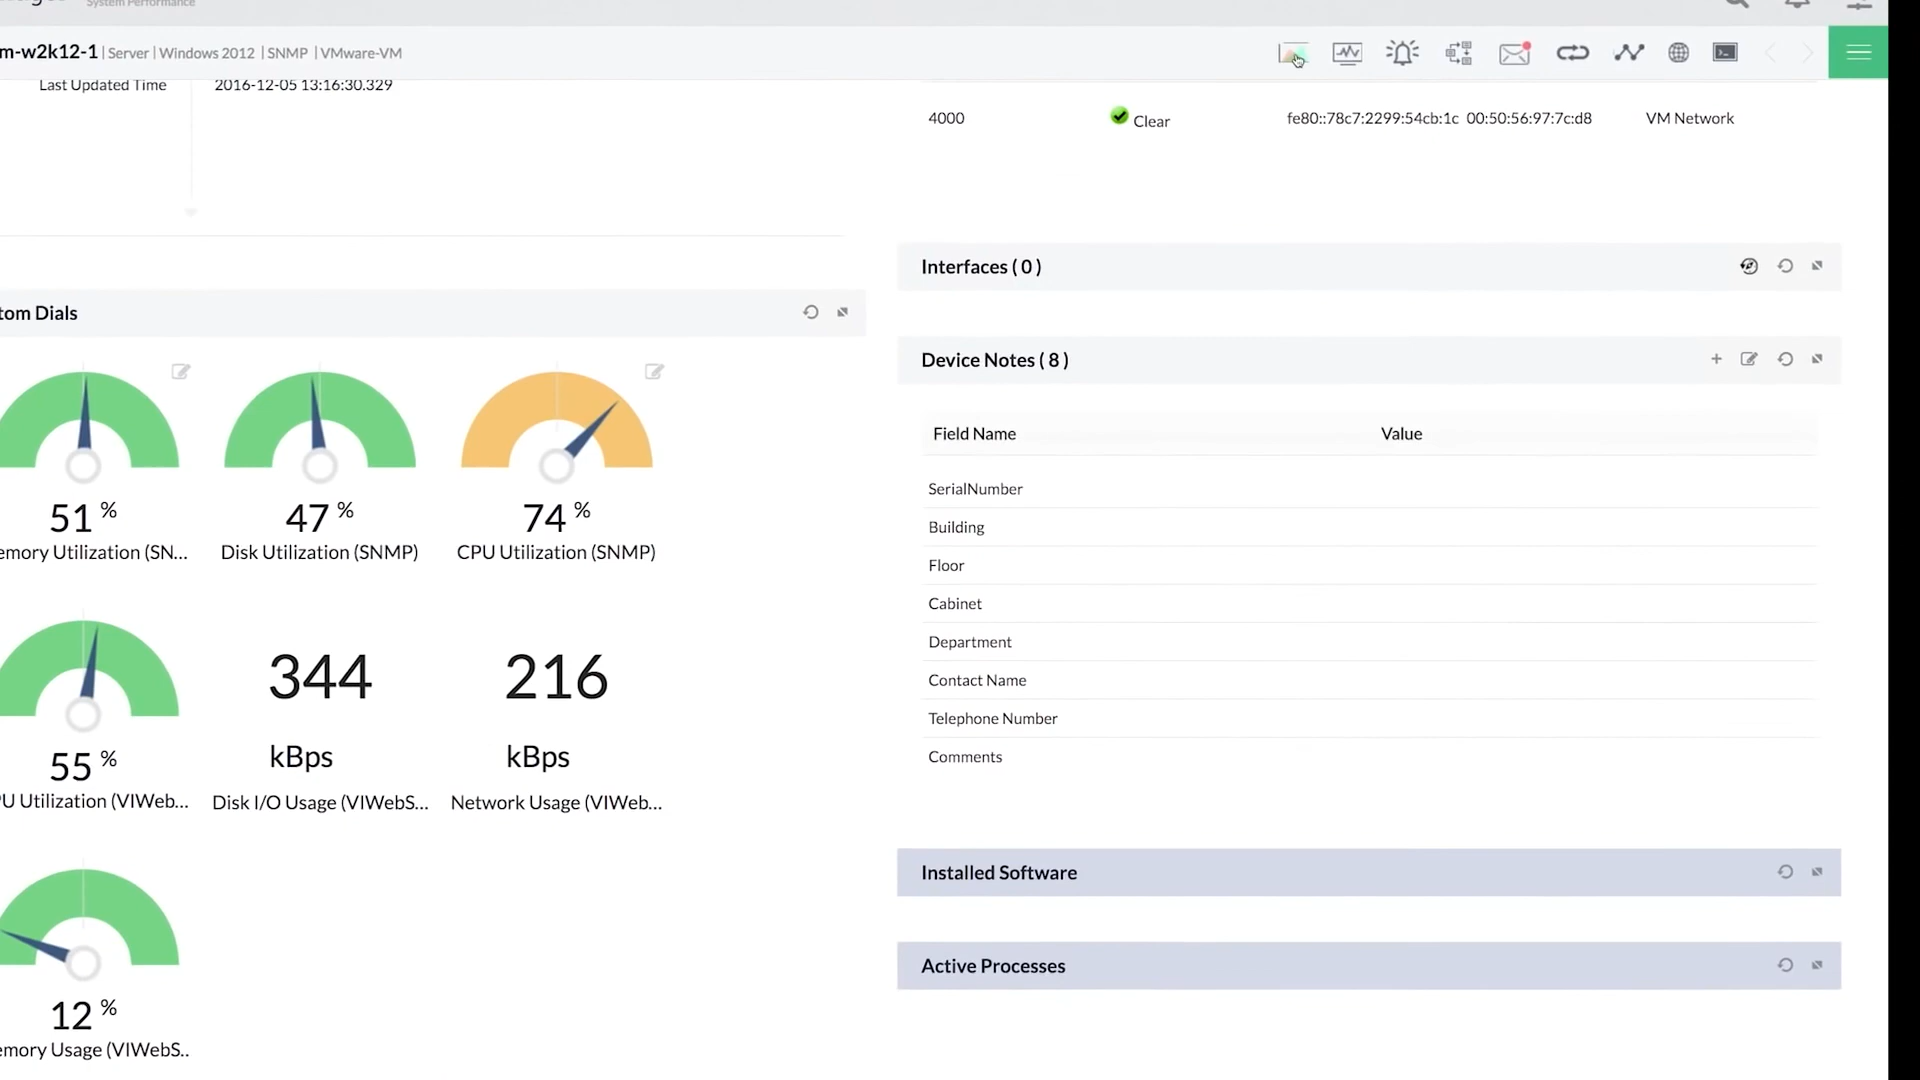 System Performance
m-w2k12-1 | Server | Windows 2012 | SNMP | VMware-VM
Last Updated Time 2016-12-05 13:16:30.329
4000 Clear fe80::78c7:2299:54cb:1c 00:50:56:97:7c:d8 VM Network
Interfaces ( 0 )
tom Dials
Device Notes ( 8 )
Field Name Value
SerialNumber
Building
Floor
Cabinet
Department
Contact Name
Telephone Number
Comments
51 % 47 % 74 %
emory Utilization (SN... Disk Utilization (SNMP) CPU Utilization (SNMP)
344 216
55 % kBps kBps
U Utilization (VIWeb... Disk I/O Usage (VIWebS... Network Usage (VIWeb...
12 %
emory Usage (VIWebS..
Installed Software
Active Processes